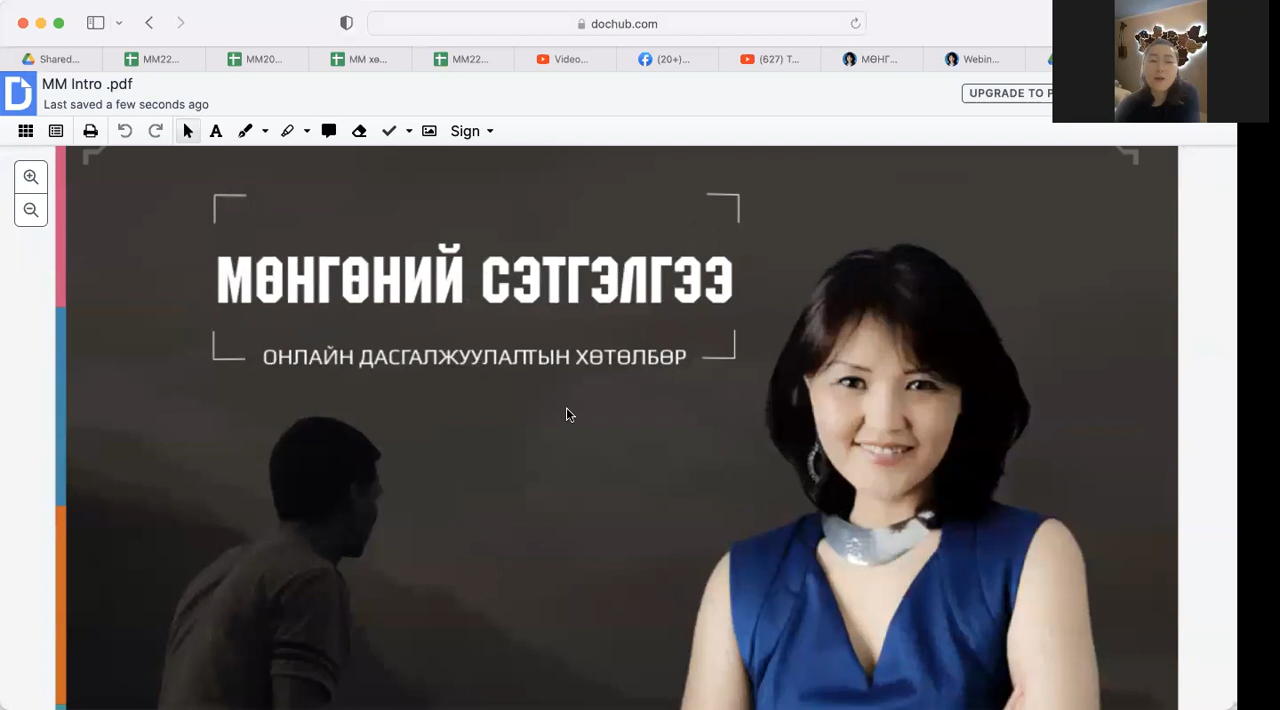 dochub.com
Shared...
MM22...
MM20...
MM хө...
MM22...
Video...
(20+)...
(627) T...
МӨНГ...
Webin...
MM Intro .pdf
Last saved a few seconds ago
UPGRADE TO
A
Sign
МӨНГӨНИЙ СЭТГЭЛГЭЭ
ОНЛАЙН ДАСГАЛЖУУЛАЛТЫН ХӨТӨЛБӨР